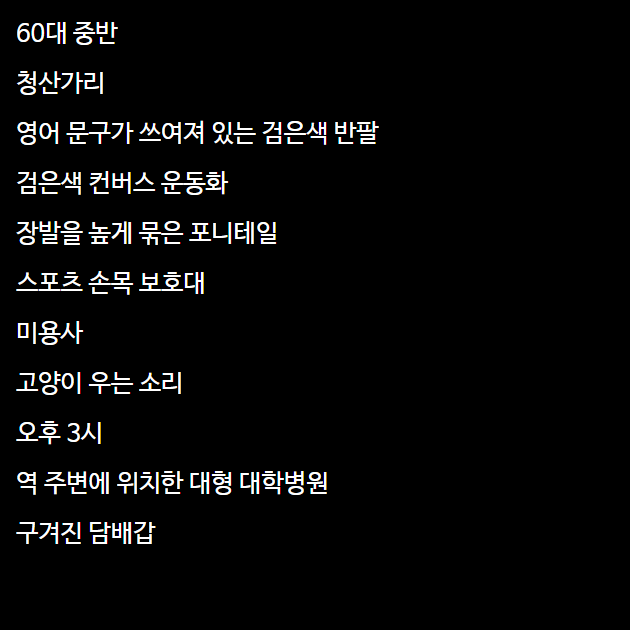 60대 중반
청산가리
영어 문구가 쓰여져 있는 검은색 반팔
검은색 컨버스 운동화
장발을 높게 묶은 포니테일
스포츠 손목 보호대
미용사
고양이 우는 소리
오후 3시
역 주변에 위치한 대형 대학병원
구겨진 담배갑